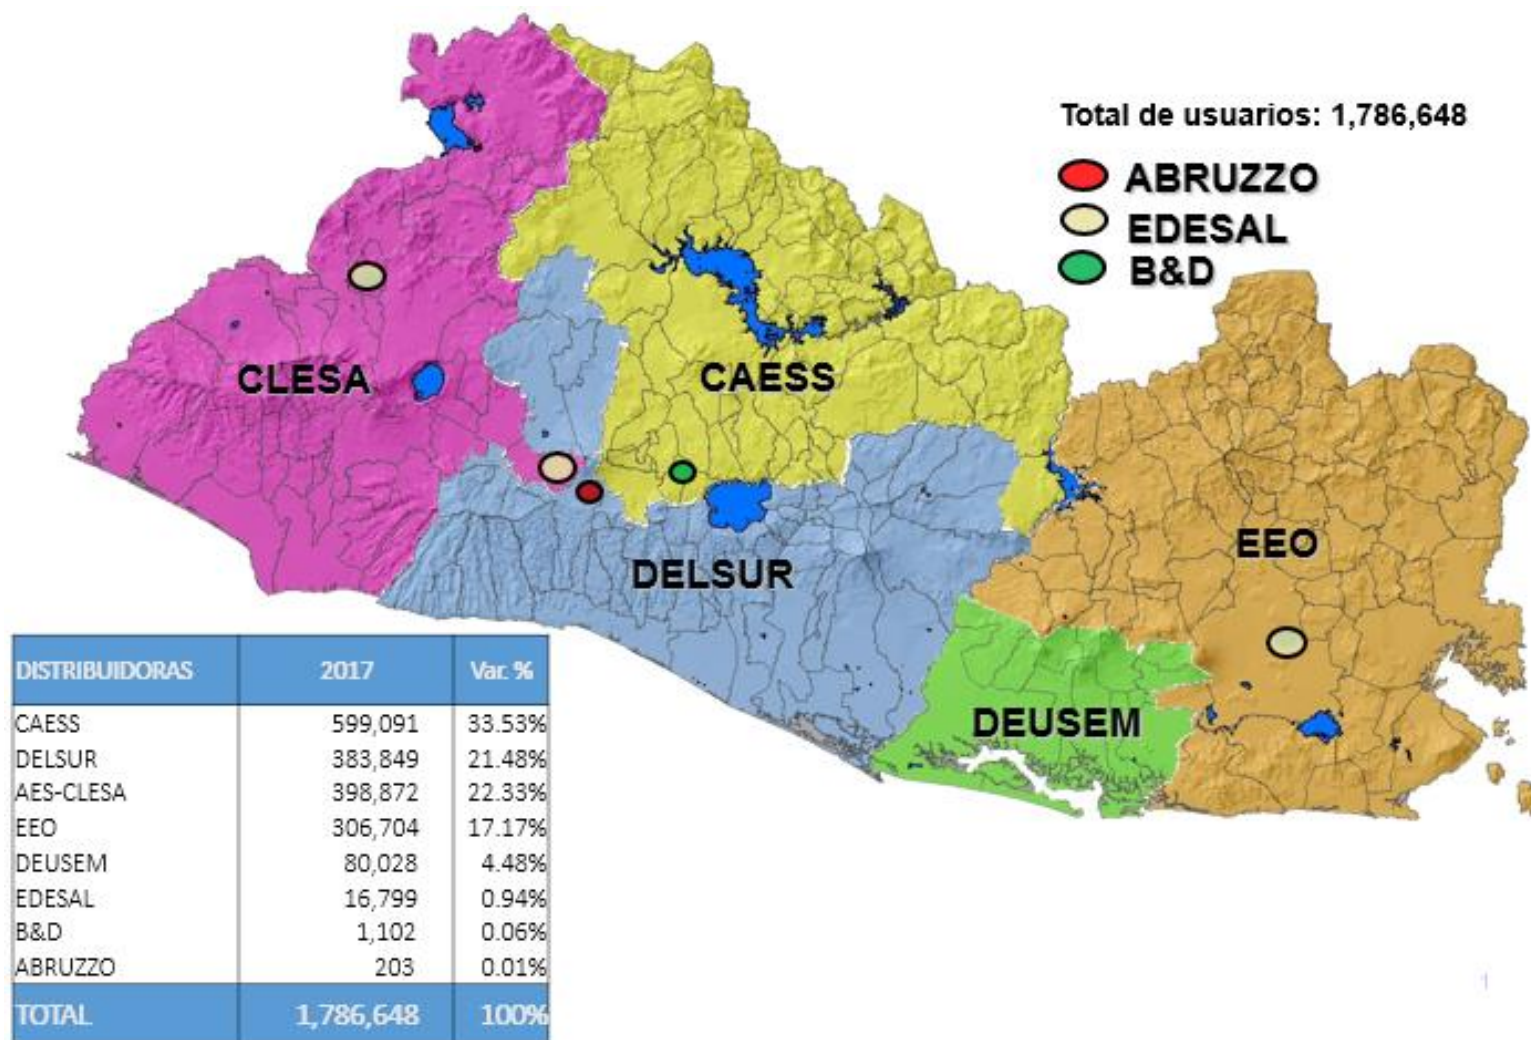 Total de usuarios: 1,786,648
ABRUZZO
EDESAL
B&D
CLESA
CAESS
EEO
DELSUR
DEUSEM
DISTRIBUIDORAS 2017 Var. %
CAESS 599,091 33.53%
DELSUR 383,849 21.48%
AES-CLESA 398,872 22.33%
EEO 306,704 17.17%
DEUSEM 80,028 4.48%
EDESAL 16,799 0.94%
B&D 1,102 0.06%
ABRUZZO 203 0.01%
TOTAL 1,786,648 100%
1